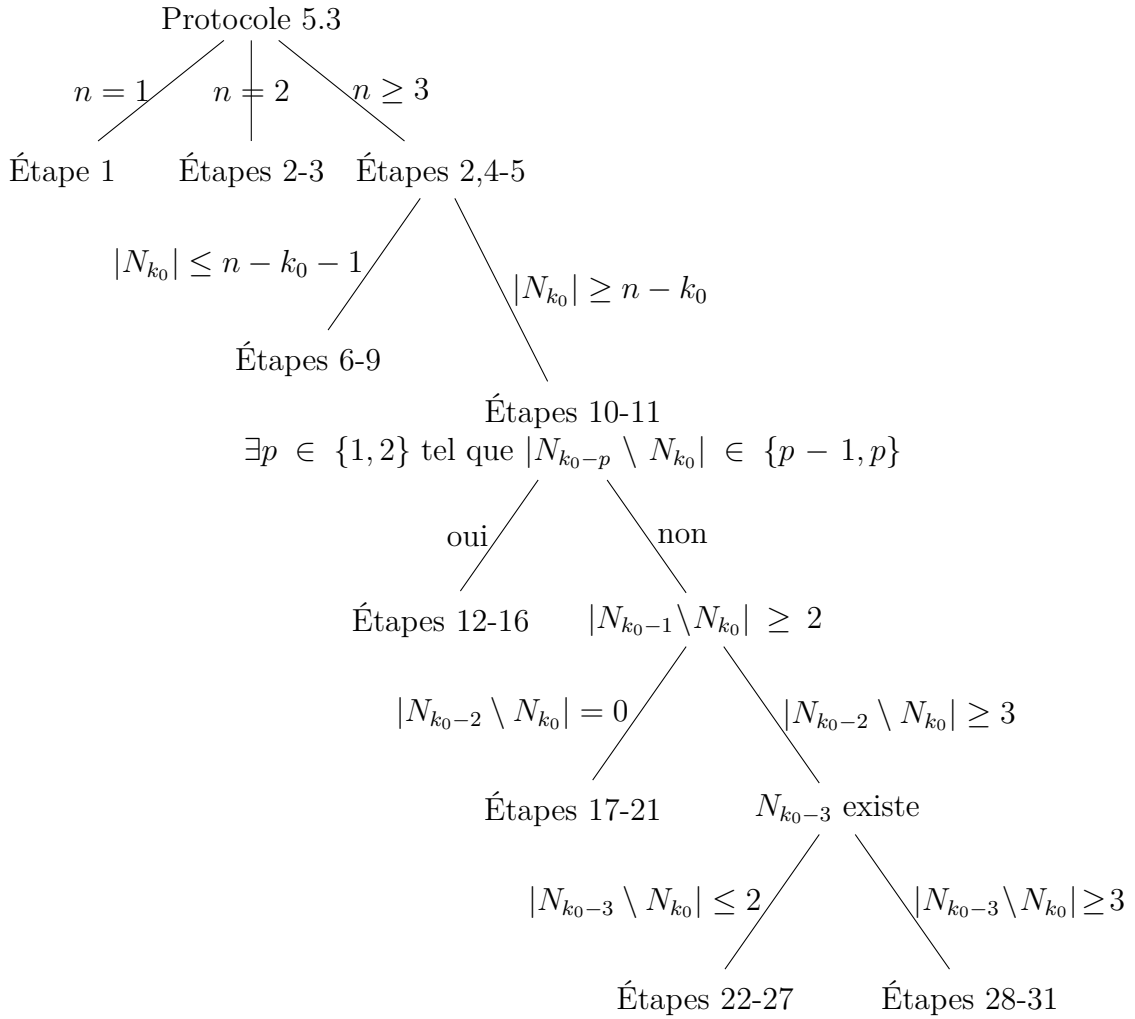 Protocole 5.3
n = 1
n = 2
n ≥ 3
Étape 1
Étapes 2-3
Étapes 2,4-5
|N_{k_0}| ≤ n − k_0 − 1
|N_{k_0}| ≥ n − k_0
Étapes 6-9
Étapes 10-11
∃p ∈ {1, 2} tel que |N_{k_0−p} \ N_{k_0}| ∈ {p − 1, p}
oui
non
Étapes 12-16
|N_{k_0−1}\N_{k_0}| ≥ 2
|N_{k_0−2} \ N_{k_0}| = 0
|N_{k_0−2} \ N_{k_0}| ≥ 3
Étapes 17-21
N_{k_0−3} existe
|N_{k_0−3} \ N_{k_0}| ≤ 2
|N_{k_0−3}\N_{k_0}| ≥ 3
Étapes 22-27
Étapes 28-31